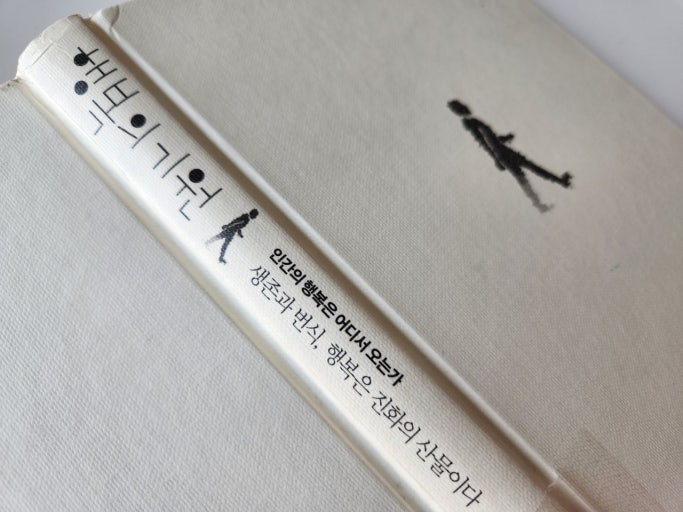 행복의 기원
인간의 행복은 어디서 오는가
생존과 번식, 행복은 진화의 산물이다